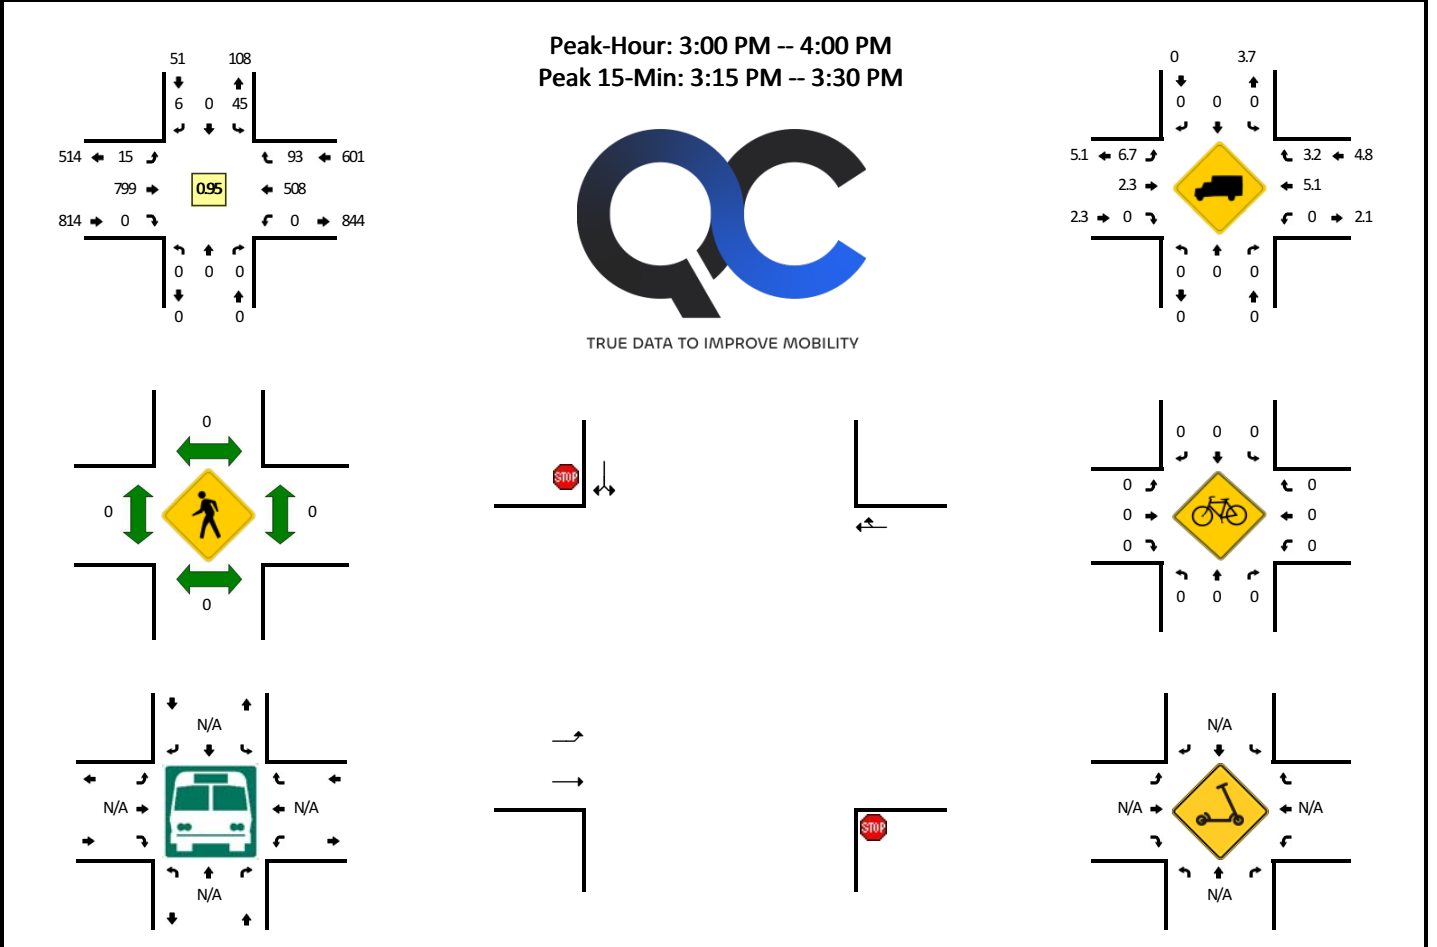 Peak-Hour: 3:00 PM -- 4:00 PM
Peak 15-Min: 3:15 PM -- 3:30 PM
51 108
6 0 45
514 15 93 601
799 0.95 508
814 0 0 844
0 0 0
0 0
QC
TRUE DATA TO IMPROVE MOBILITY
0 3.7
0 0 0
5.1 6.7 3.2 4.8
2.3 5.1
2.3 0 0 2.1
0 0 0
0 0
0
0 0
0
STOP
STOP
0 0 0
0 0
0 0
0 0
0 0 0
N/A
N/A N/A
N/A
N/A
N/A N/A
N/A